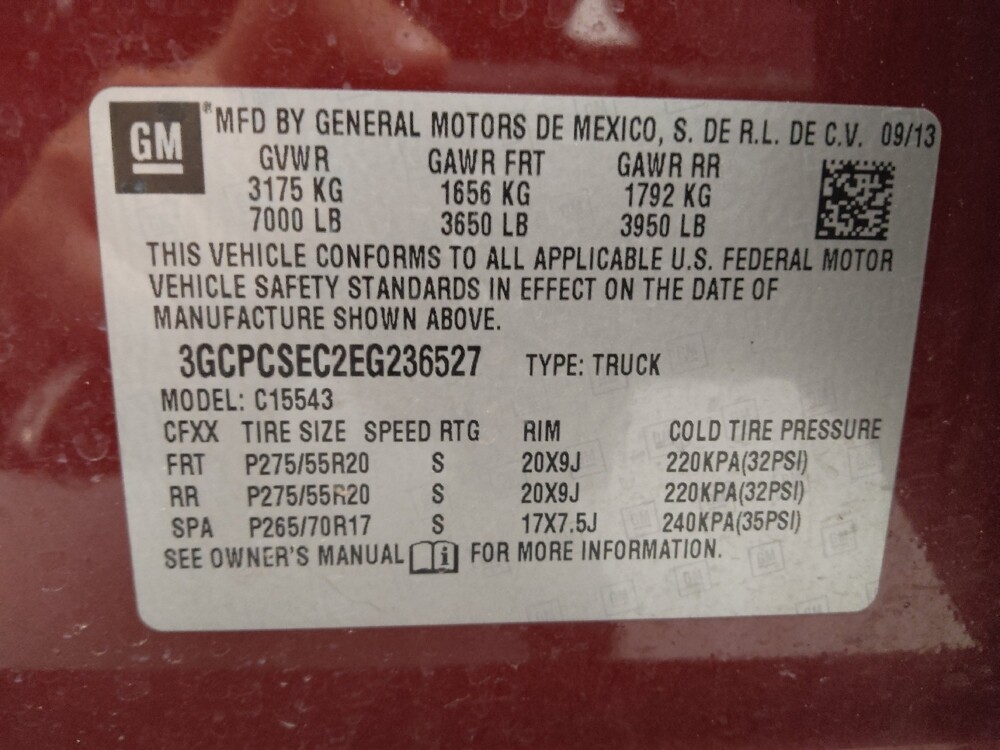 GM
® MFD BY GENERAL MOTORS DE MEXICO, S. DE R.L. DE C.V. 09/13
GVWR GAWR FRT GAWR RR
3175 KG 1656 KG 1792 KG
7000 LB 3650 LB 3950 LB
THIS VEHICLE CONFORMS TO ALL APPLICABLE U.S. FEDERAL MOTOR
VEHICLE SAFETY STANDARDS IN EFFECT ON THE DATE OF
MANUFACTURE SHOWN ABOVE.
3GCPCSEC2EG236527 TYPE: TRUCK
MODEL: C15543
CFXX TIRE SIZE SPEED RTG RIM COLD TIRE PRESSURE
FRT P275/55R20 S 20X9J 220KPA(32PSI)
RR P275/55R20 S 20X9J 220KPA(32PSI)
SPA P265/70R17 S 17X7.5J 240KPA(35PSI)
SEE OWNER'S MANUAL i FOR MORE INFORMATION.